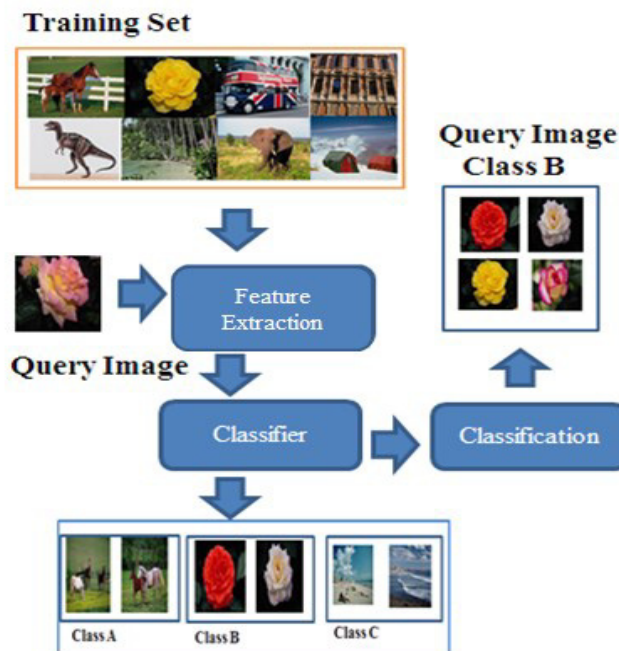 Training Set
Query Image
Class B
Feature
Extraction
Query Image
Classifier
Classification
Class A
Class B
Class C